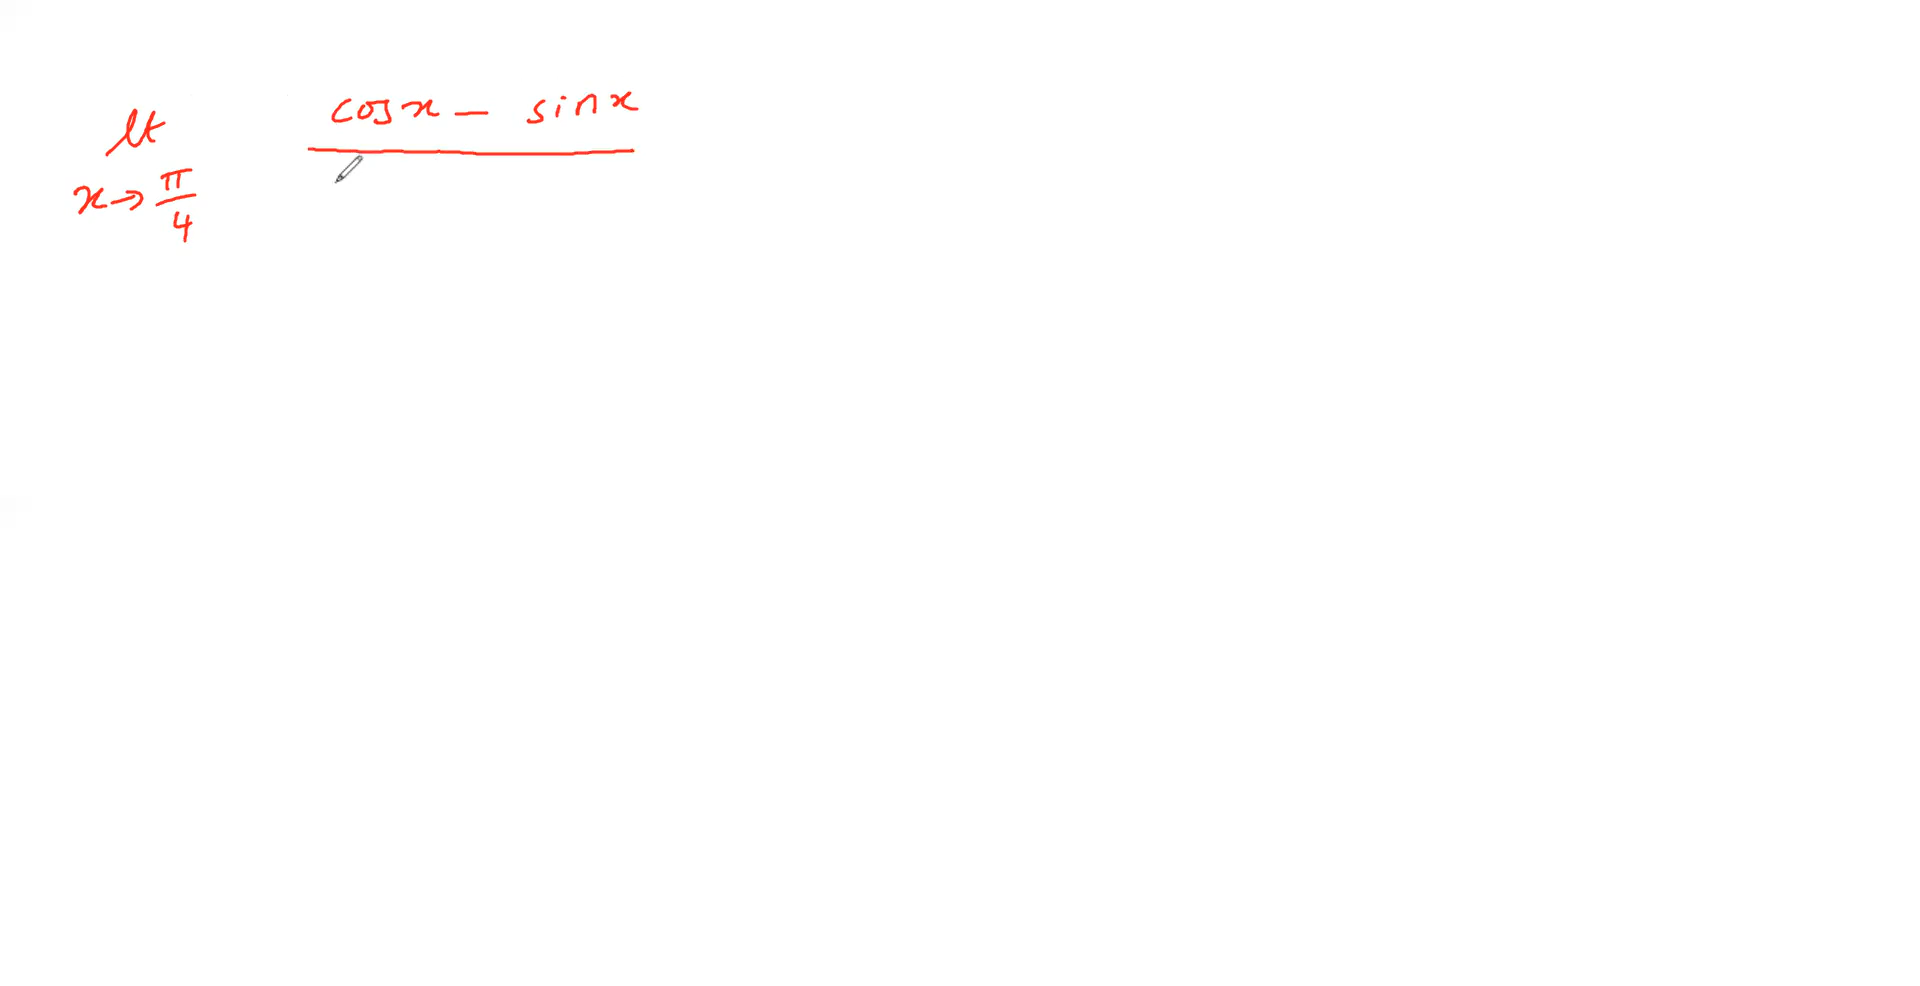 lt cosx - sinx
x→π/4